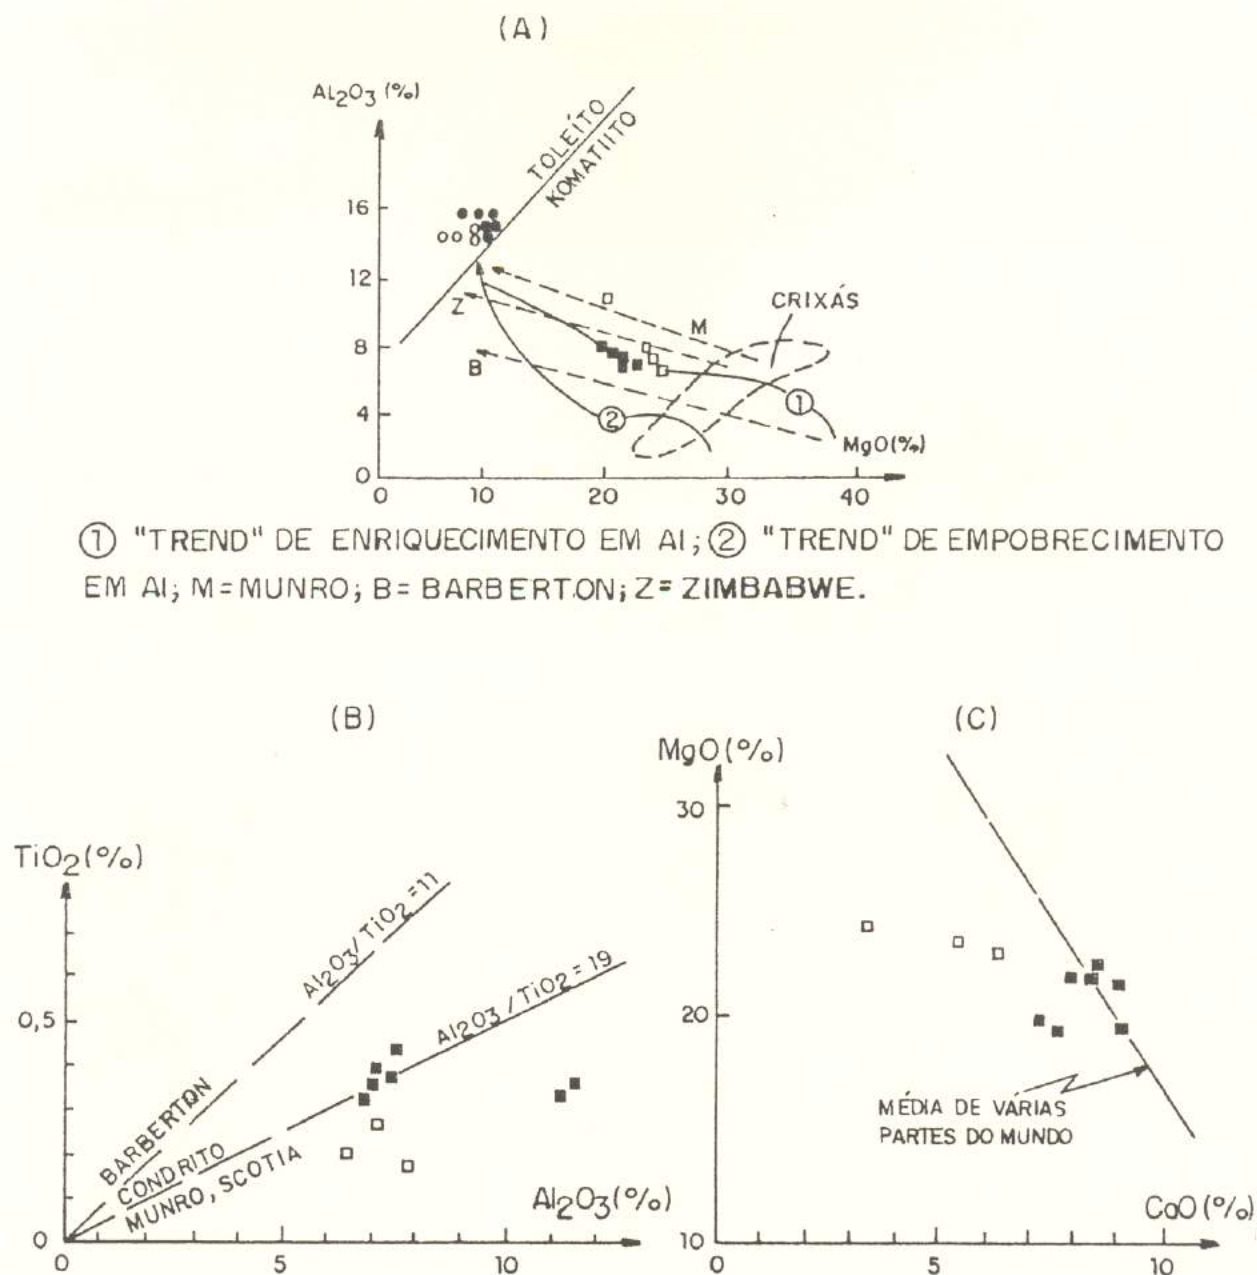 (A)
Al2O3 (%)
TOLEÍTO
KOMATIITO
16
12
8
4
0
Z
B
M
CRIXÁS
1
2
MgO(%)
0 10 20 30 40
① "TREND" DE ENRIQUECIMENTO EM Al; ② "TREND" DE EMPOBRECIMENTO
EM Al; M=MUNRO; B= BARBERTON; Z= ZIMBABWE.
(B)
TiO2(%)
0,5
0
Al2O3/TiO2=11
Al2O3/TiO2=19
BARBERTON
CONDRITO
MUNRO, SCOTIA
Al2O3(%)
0 5 10
(C)
MgO(%)
30
20
10
MÉDIA DE VÁRIAS
PARTES DO MUNDO
CaO(%)
0 5 10